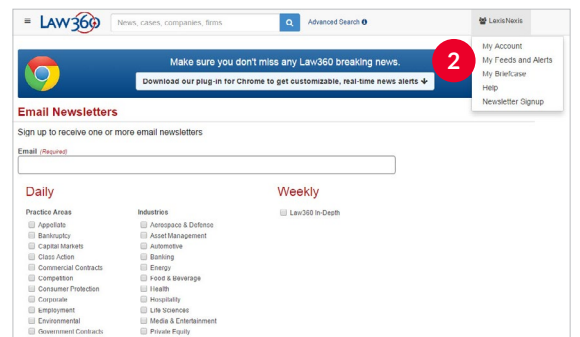 LAW360
News, cases, companies, firms
Advanced Search
LexisNexis
My Account
My Feeds and Alerts
My Briefcase
Help
Newsletter Signup
2
Make sure you don't miss any Law360 breaking news.
Download our plug-in for Chrome to get customizable, real-time news alerts
Email Newsletters
Sign up to receive one or more email newsletters
Email (Required)
Daily
Weekly
Practice Areas
Industries
Law360 In-Depth
Appellate
Aerospace & Defense
Bankruptcy
Asset Management
Capital Markets
Automotive
Class Action
Banking
Commercial Contracts
Energy
Competition
Food & Beverage
Consumer Protection
Health
Corporate
Hospitality
Employment
Life Sciences
Environmental
Media & Entertainment
Government Contracts
Private Equity